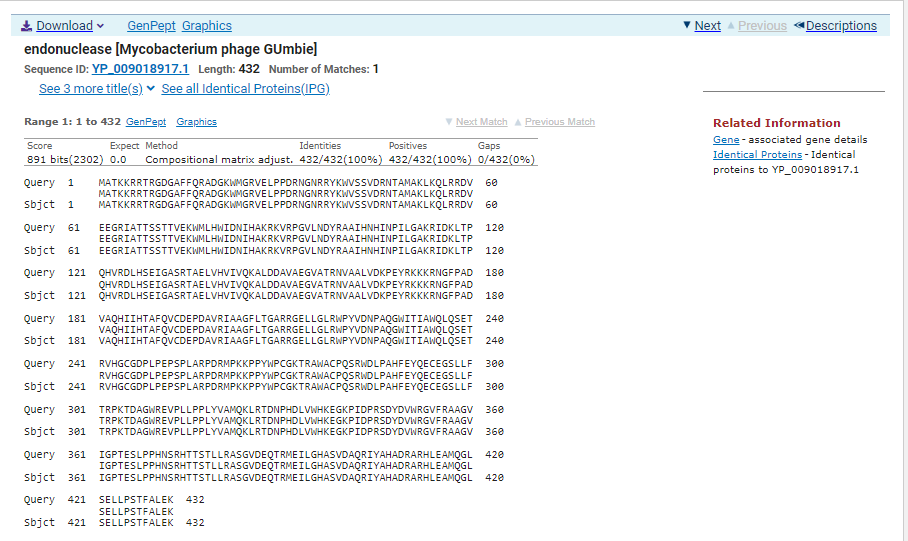 Download GenPept Graphics Next Previous Descriptions
endonuclease [Mycobacterium phage GUmbie]
Sequence ID: YP_009018917.1 Length: 432 Number of Matches: 1
See 3 more title(s) See all Identical Proteins(IPG)
Range 1: 1 to 432 GenPept Graphics Next Match Previous Match
Score Expect Method Identities Positives Gaps
891 bits(2302) 0.0 Compositional matrix adjust. 432/432(100%) 432/432(100%) 0/432(0%)
Query 1 MATKKRRTRGDGAFFQRADGKWMGRVELPPDRNGNRRYKWVSSVDRNTAMAKLKQLRRDV 60
MATKKRRTRGDGAFFQRADGKWMGRVELPPDRNGNRRYKWVSSVDRNTAMAKLKQLRRDV
Sbjct 1 MATKKRRTRGDGAFFQRADGKWMGRVELPPDRNGNRRYKWVSSVDRNTAMAKLKQLRRDV 60
Query 61 EEGRIATTSSTTVEKWMLHWIDNIHAKRKVRPGVLNDYRAAIHNHINPILGAKRIDKLTP 120
EEGRIATTSSTTVEKWMLHWIDNIHAKRKVRPGVLNDYRAAIHNHINPILGAKRIDKLTP
Sbjct 61 EEGRIATTSSTTVEKWMLHWIDNIHAKRKVRPGVLNDYRAAIHNHINPILGAKRIDKLTP 120
Query 121 QHVRDLHSEIGASRTAELVHVIVQKALDDAVAEGVATRNVAALVDKPEYRKKKRNGFPAD 180
QHVRDLHSEIGASRTAELVHVIVQKALDDAVAEGVATRNVAALVDKPEYRKKKRNGFPAD
Sbjct 121 QHVRDLHSEIGASRTAELVHVIVQKALDDAVAEGVATRNVAALVDKPEYRKKKRNGFPAD 180
Query 181 VAQHIIHTAFQVCDEPDAVRIAAGFLTGARRGELLGLRWPYVDNPAQGWITIAWQLQSET 240
VAQHIIHTAFQVCDEPDAVRIAAGFLTGARRGELLGLRWPYVDNPAQGWITIAWQLQSET
Sbjct 181 VAQHIIHTAFQVCDEPDAVRIAAGFLTGARRGELLGLRWPYVDNPAQGWITIAWQLQSET 240
Query 241 RVHGCGDPLPEPSPLARPDRMPKKPPYWPCGKTRAWACPQSRWDLPAHFEYQECEGSLLF 300
RVHGCGDPLPEPSPLARPDRMPKKPPYWPCGKTRAWACPQSRWDLPAHFEYQECEGSLLF
Sbjct 241 RVHGCGDPLPEPSPLARPDRMPKKPPYWPCGKTRAWACPQSRWDLPAHFEYQECEGSLLF 300
Query 301 TRPKTDAGWREVPLLPPLYVAMQKLRTDNPHDLVWHKEGKPIDPRSDYDVWRGVFRAAGV 360
TRPKTDAGWREVPLLPPLYVAMQKLRTDNPHDLVWHKEGKPIDPRSDYDVWRGVFRAAGV
Sbjct 301 TRPKTDAGWREVPLLPPLYVAMQKLRTDNPHDLVWHKEGKPIDPRSDYDVWRGVFRAAGV 360
Query 361 IGPTESLPPHNSRHTTSTLLRASGVDEQTRMEILGHASVDAQRIYAHADRARHLEAMQGL 420
IGPTESLPPHNSRHTTSTLLRASGVDEQTRMEILGHASVDAQRIYAHADRARHLEAMQGL
Sbjct 361 IGPTESLPPHNSRHTTSTLLRASGVDEQTRMEILGHASVDAQRIYAHADRARHLEAMQGL 420
Query 421 SELLPSTFALEK 432
SELLPSTFALEK
Sbjct 421 SELLPSTFALEK 432
Related Information
Gene - associated gene details
Identical Proteins - Identical
proteins to YP_009018917.1